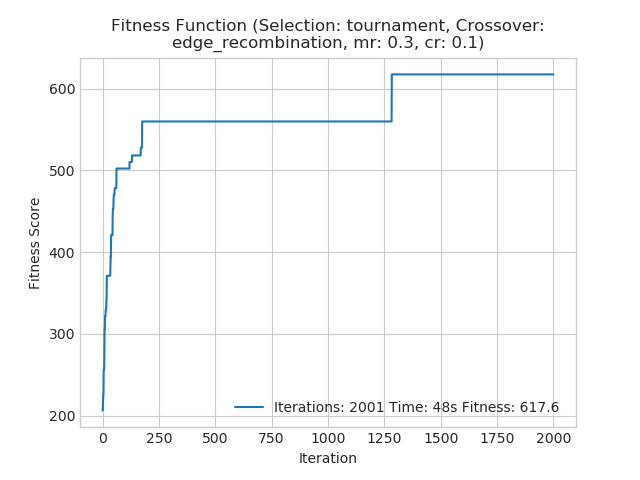 Fitness Function (Selection: tournament, Crossover:
edge_recombination, mr: 0.3, cr: 0.1)
600
500
400
300
200
Fitness Score
Iterations: 2001 Time: 48s Fitness: 617.6
0 250 500 750 1000 1250 1500 1750 2000
Iteration